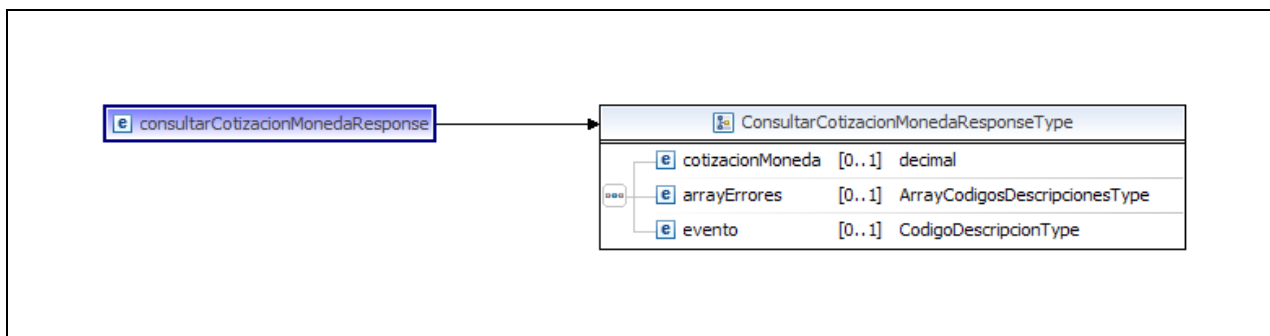 e consultarCotizacionMonedaResponse
ConsultarCotizacionMonedaResponseType
e cotizacionMoneda [0..1] decimal
e arrayErrores [0..1] ArrayCodigosDescripcionesType
e evento [0..1] CodigoDescripcionType